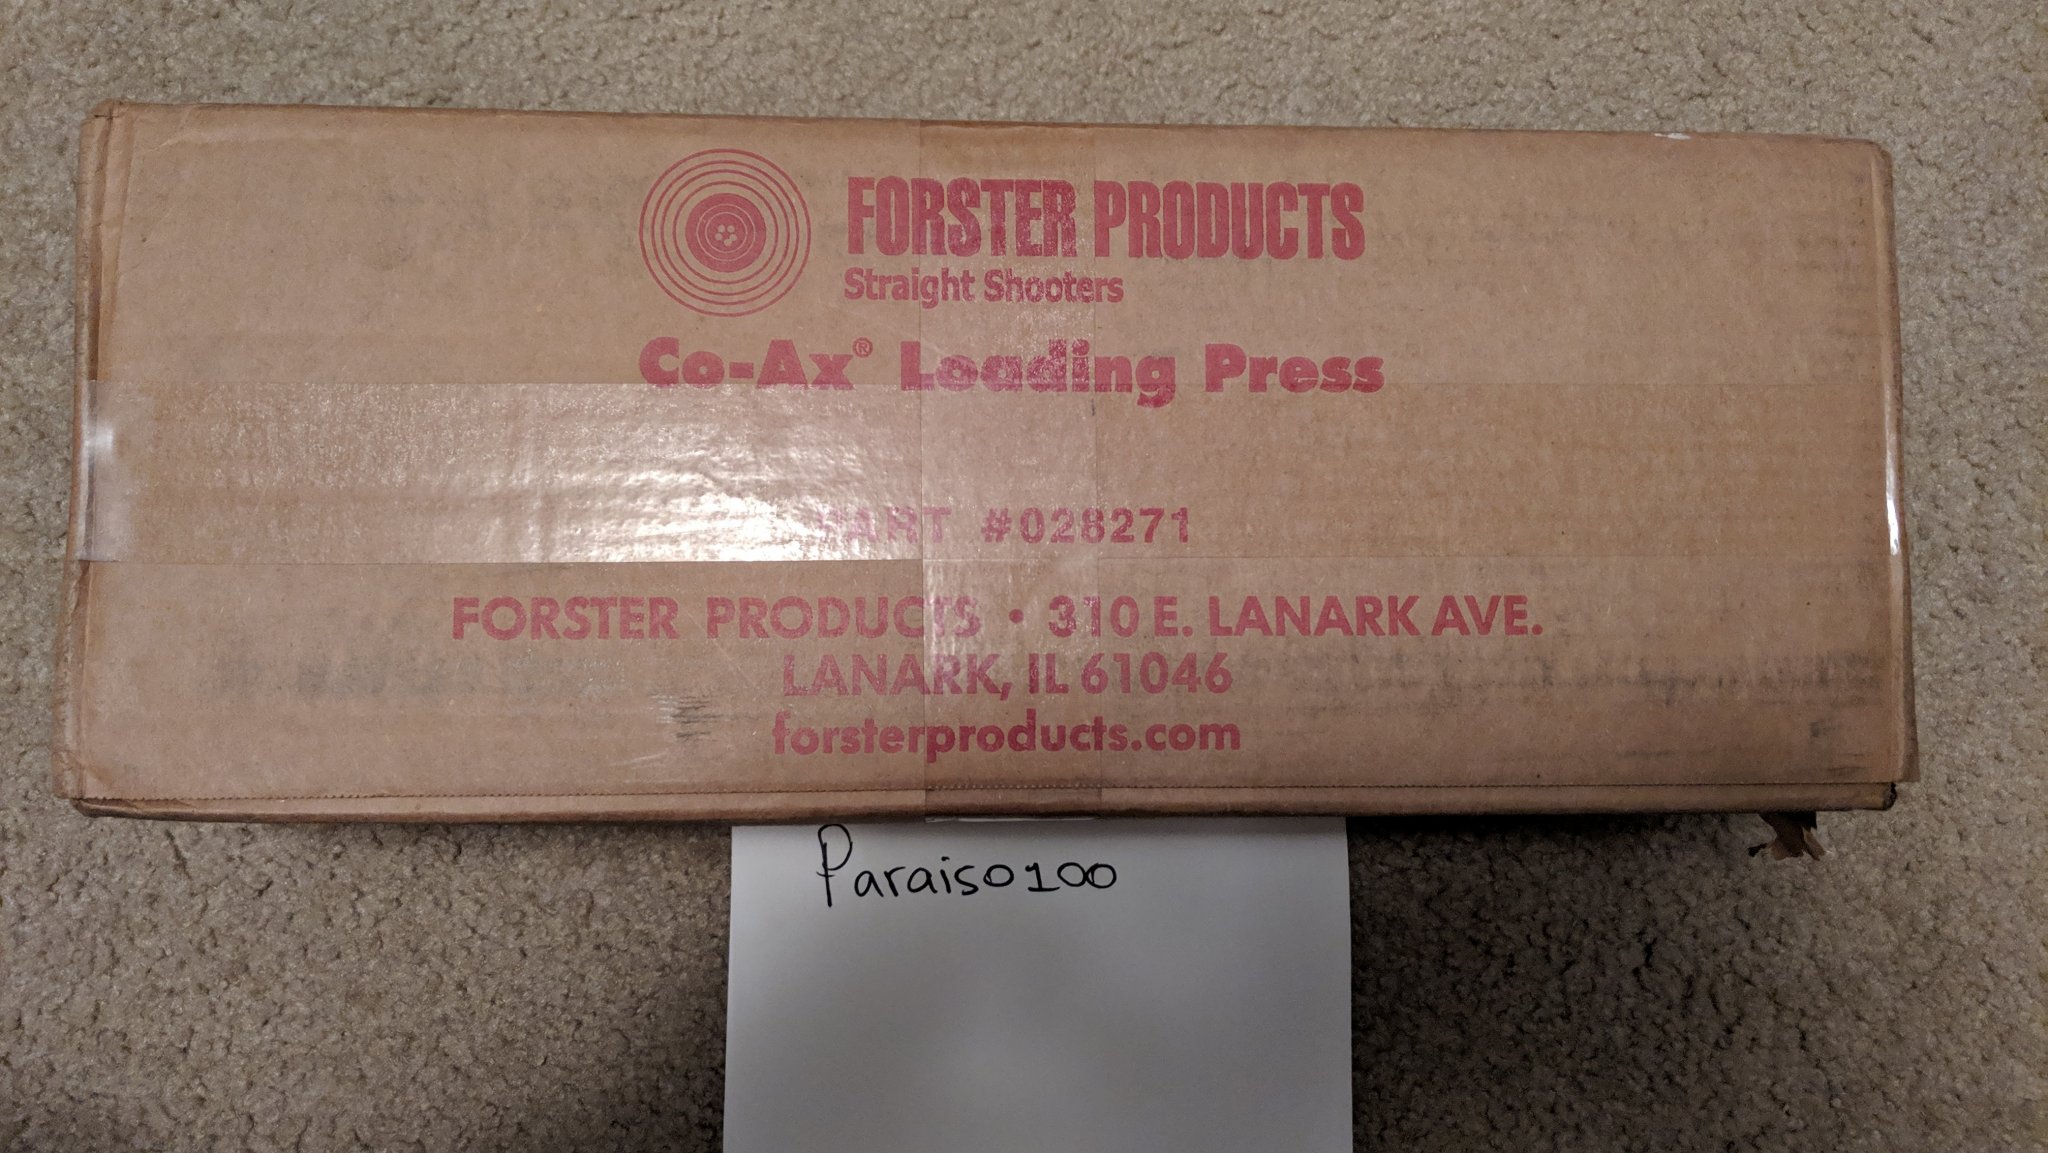 FORSTER PRODUCTS
Straight Shooters
Co-Ax® Loading Press
PART #028271
FORSTER PRODUCTS • 310 E. LANARK AVE.
LANARK, IL 61046
forsterproducts.com
Paraiso100